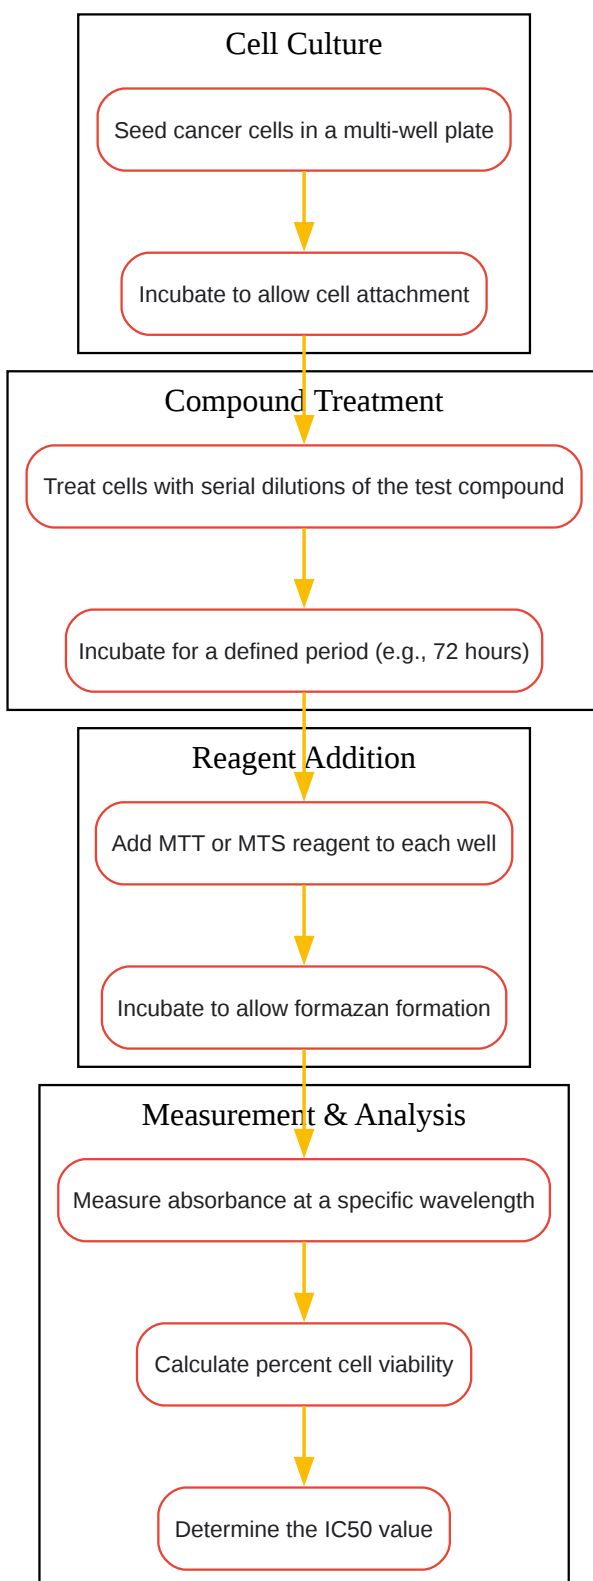 Cell Culture
Seed cancer cells in a multi-well plate
Incubate to allow cell attachment
Compound Treatment
Treat cells with serial dilutions of the test compound
Incubate for a defined period (e.g., 72 hours)
Reagent Addition
Add MTT or MTS reagent to each well
Incubate to allow formazan formation
Measurement & Analysis
Measure absorbance at a specific wavelength
Calculate percent cell viability
Determine the IC50 value